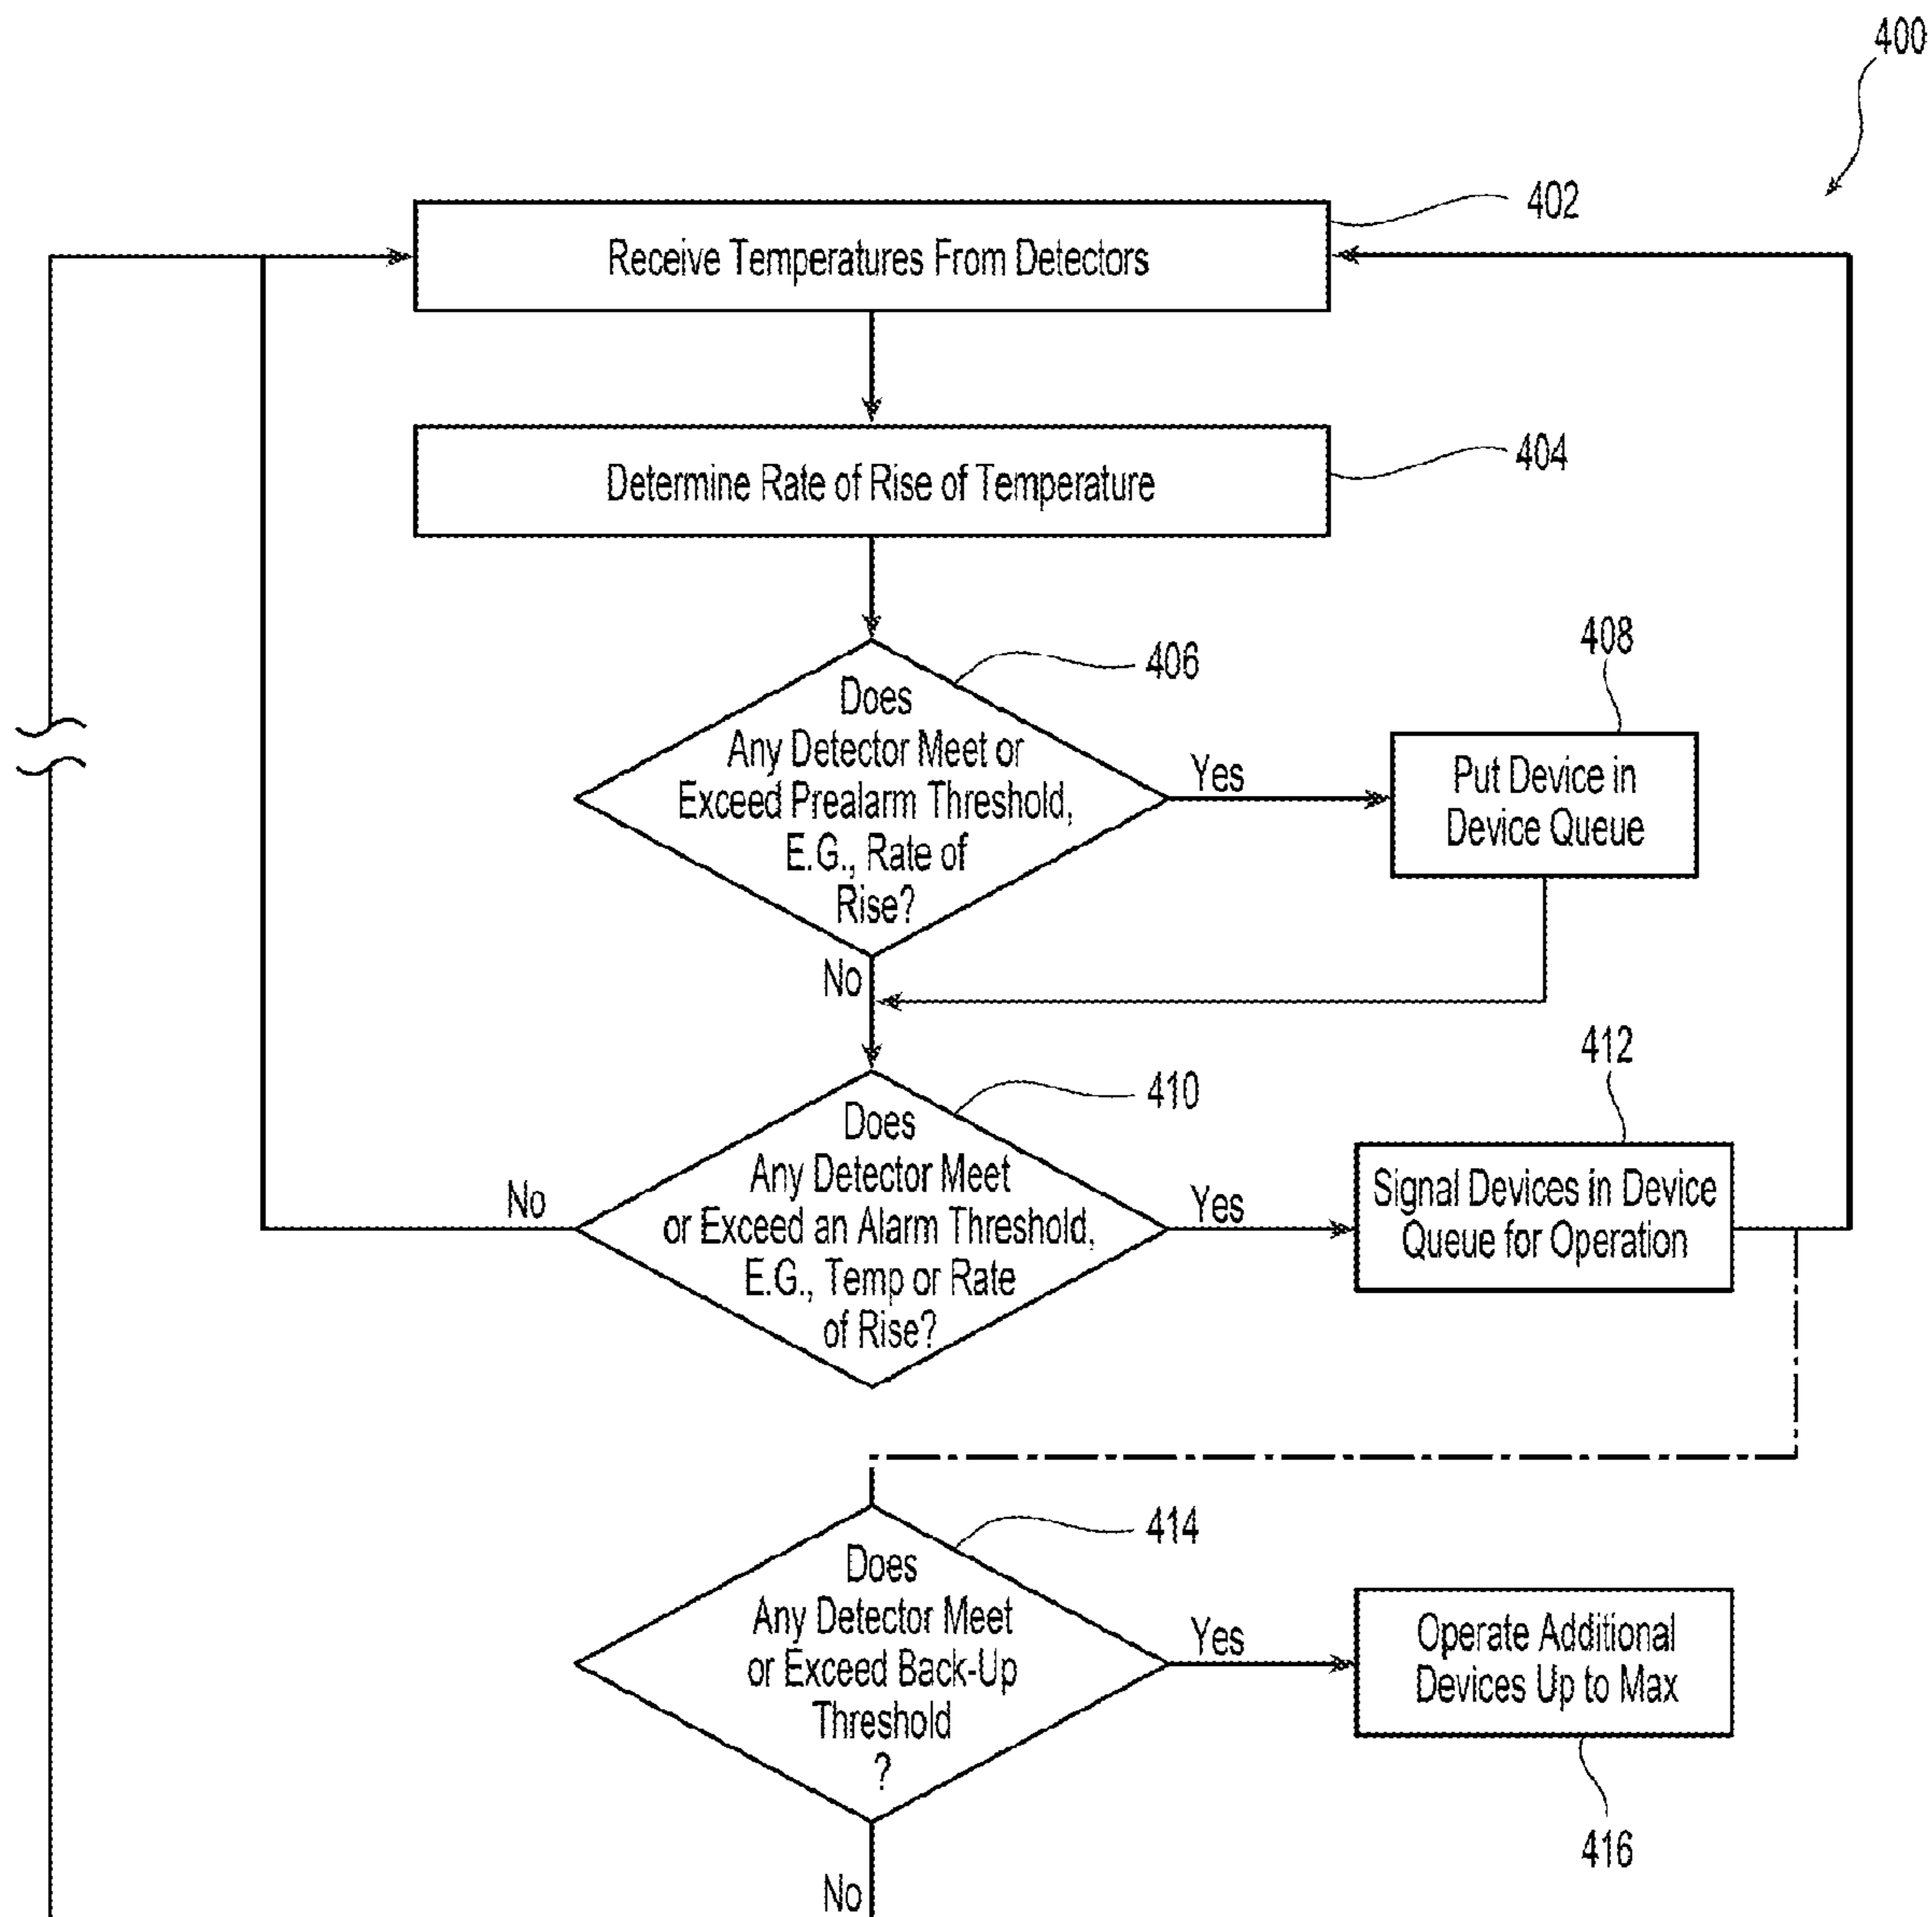 400
402
Receive Temperatures From Detectors
404
Determine Rate of Rise of Temperature
406
Does
Any Detector Meet or
Exceed Prealarm Threshold,
E.G., Rate of
Rise?
Yes
408
Put Device in
Device Queue
No
410
Does
Any Detector Meet
or Exceed an Alarm Threshold,
E.G., Temp or Rate
of Rise?
No
Yes
412
Signal Devices in Device
Queue for Operation
414
Does
Any Detector Meet
or Exceed Back-Up
Threshold
?
Yes
Operate Additional
Devices Up to Max
416
No